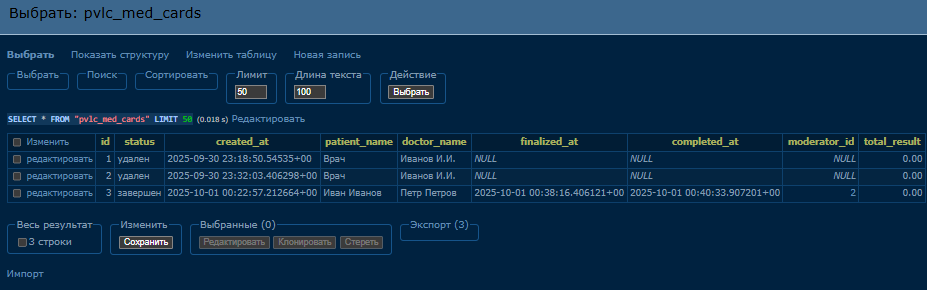 Выбрать: pvlc_med_cards
Выбрать Показать структуру Изменить таблицу Новая запись
Выбрать Поиск Сортировать Лимит Длина текста Действие
50 100 Выбрать
SELECT * FROM "pvlc_med_cards" LIMIT 50 (0.018 s) Редактировать
Изменить id status created_at patient_name doctor_name finalized_at completed_at moderator_id total_result
редактировать 1 удален 2025-09-30 23:18:50.54535+00 Врач Иванов И.И. NULL NULL NULL 0.00
редактировать 2 удален 2025-09-30 23:32:03.406298+00 Врач Иванов И.И. NULL NULL NULL 0.00
редактировать 3 завершен 2025-10-01 00:22:57.212664+00 Иван Иванов Петр Петров 2025-10-01 00:38:16.406121+00 2025-10-01 00:40:33.907201+00 2 0.00
Весь результат Изменить Выбранные (0) Экспорт (3)
3 строки Сохранить Редактировать Клонировать Стереть
Импорт